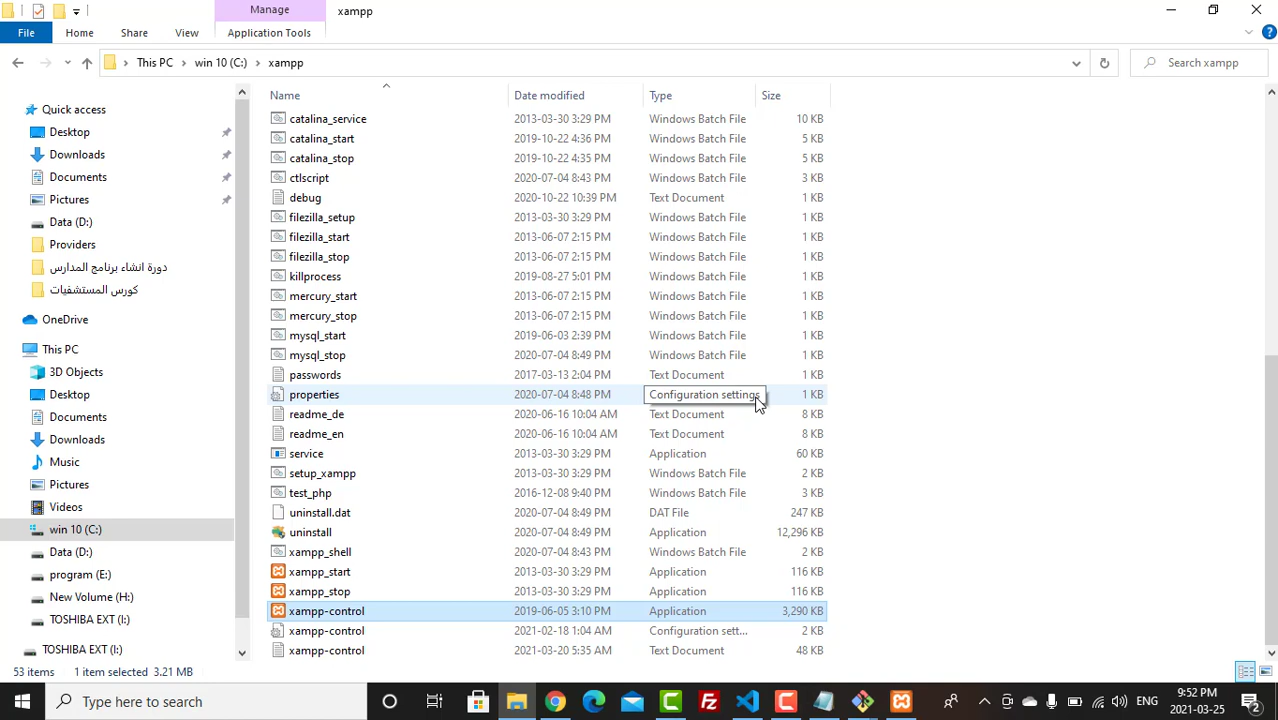 Manage
xampp
File
Home
Share
View
Application Tools
This PC
win 10 (C:)
xampp
Search xampp
Name
Date modified
Type
Size
Quick access
Desktop
Downloads
Documents
Pictures
Data (D:)
Providers
دورة انشاء برنامج المدارس
كورس المستشفيات
OneDrive
This PC
3D Objects
Desktop
Documents
Downloads
Music
Pictures
Videos
win 10 (C:)
Data (D:)
program (E:)
New Volume (H:)
TOSHIBA EXT (I:)
TOSHIBA EXT (I:)
catalina_service 2013-03-30 3:29 PM Windows Batch File 10 KB
catalina_start 2019-10-22 4:36 PM Windows Batch File 5 KB
catalina_stop 2019-10-22 4:35 PM Windows Batch File 5 KB
ctlscript 2020-07-04 8:43 PM Windows Batch File 3 KB
debug 2020-10-22 10:39 PM Text Document 1 KB
filezilla_setup 2013-03-30 3:29 PM Windows Batch File 1 KB
filezilla_start 2013-06-07 2:15 PM Windows Batch File 1 KB
filezilla_stop 2013-06-07 2:15 PM Windows Batch File 1 KB
killprocess 2019-08-27 5:01 PM Windows Batch File 1 KB
mercury_start 2013-06-07 2:15 PM Windows Batch File 1 KB
mercury_stop 2013-06-07 2:15 PM Windows Batch File 1 KB
mysql_start 2019-06-03 2:39 PM Windows Batch File 1 KB
mysql_stop 2020-07-04 8:49 PM Windows Batch File 1 KB
passwords 2017-03-13 2:04 PM Text Document 1 KB
properties 2020-07-04 8:48 PM Configuration settings 1 KB
readme_de 2020-06-16 10:04 AM Text Document 8 KB
readme_en 2020-06-16 10:04 AM Text Document 8 KB
service 2013-03-30 3:29 PM Application 60 KB
setup_xampp 2013-03-30 3:29 PM Windows Batch File 2 KB
test_php 2016-12-08 9:40 PM Windows Batch File 3 KB
uninstall.dat 2020-07-04 8:49 PM DAT File 247 KB
uninstall 2020-07-04 8:49 PM Application 12,296 KB
xampp_shell 2020-07-04 8:43 PM Windows Batch File 2 KB
xampp_start 2013-03-30 3:29 PM Application 116 KB
xampp_stop 2013-03-30 3:29 PM Application 116 KB
xampp-control 2019-06-05 3:10 PM Application 3,290 KB
xampp-control 2021-02-18 1:04 AM Configuration sett... 2 KB
xampp-control 2021-03-20 5:35 AM Text Document 48 KB
53 items 1 item selected 3.21 MB
Type here to search
ENG
9:52 PM
2021-03-25
2